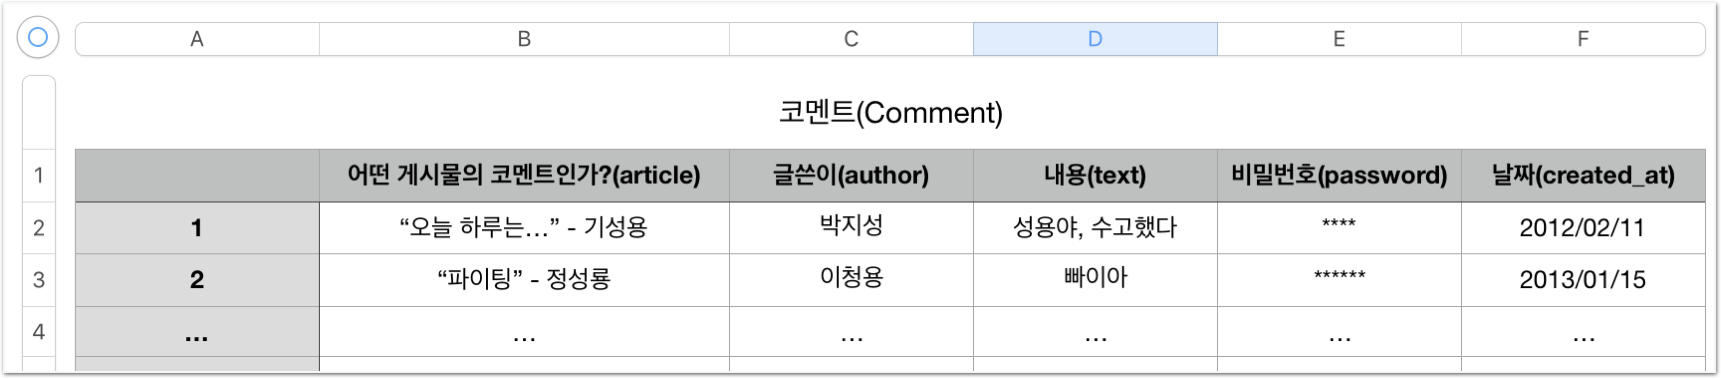 A B C D E F
코멘트(Comment)
1 어떤 게시물의 코멘트인가?(article) 글쓴이(author) 내용(text) 비밀번호(password) 날짜(created_at)
2 1 “오늘 하루는…” - 기성용 박지성 성용야, 수고했다 **** 2012/02/11
3 2 “파이팅” - 정성룡 이청용 빠이아 ****** 2013/01/15
4 … … … … … …